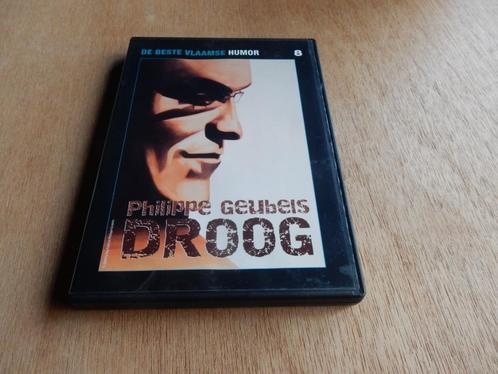 DE BESTE VLAAMSE HUMOR 8
Philippe Geubels
DROOG